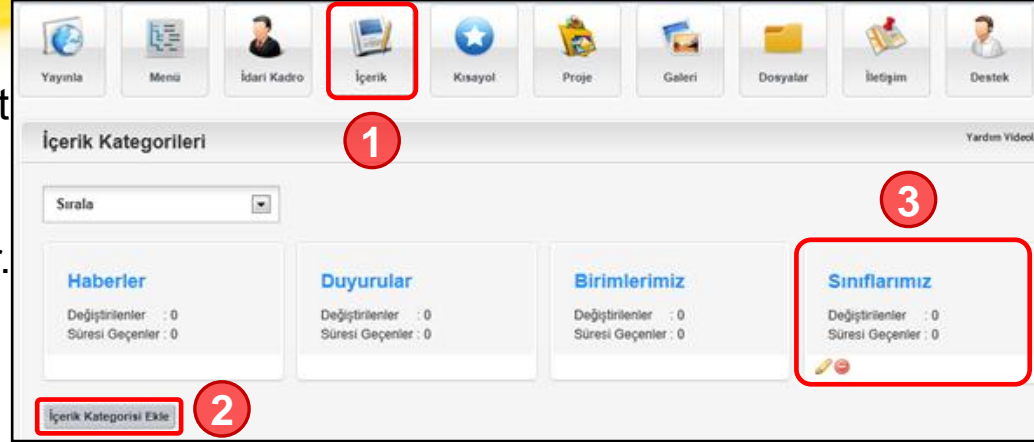 Yayınla Menü İdari Kadro İçerik Kısayol Proje Galeri Dosyalar İletişim Destek
1
t
İçerik Kategorileri
3
Sırala
Haberler Duyurular Birimlerimiz Sınıflarımız
Değiştirilenler : 0 Değiştirilenler : 0 Değiştirilenler : 0 Değiştirilenler : 0
Süresi Geçenler : 0 Süresi Geçenler : 0 Süresi Geçenler : 0 Süresi Geçenler : 0
İçerik Kategorisi Ekle 2